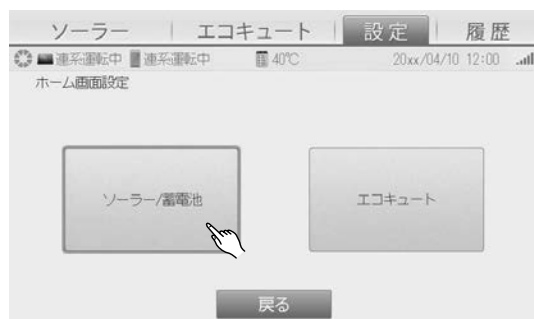 ソーラー エコキュート 設定 履歴
連系運転中 連系運転中 40℃ 20xx/04/10 12:00
ホーム画面設定
ソーラー/蓄電池 エコキュート
戻る